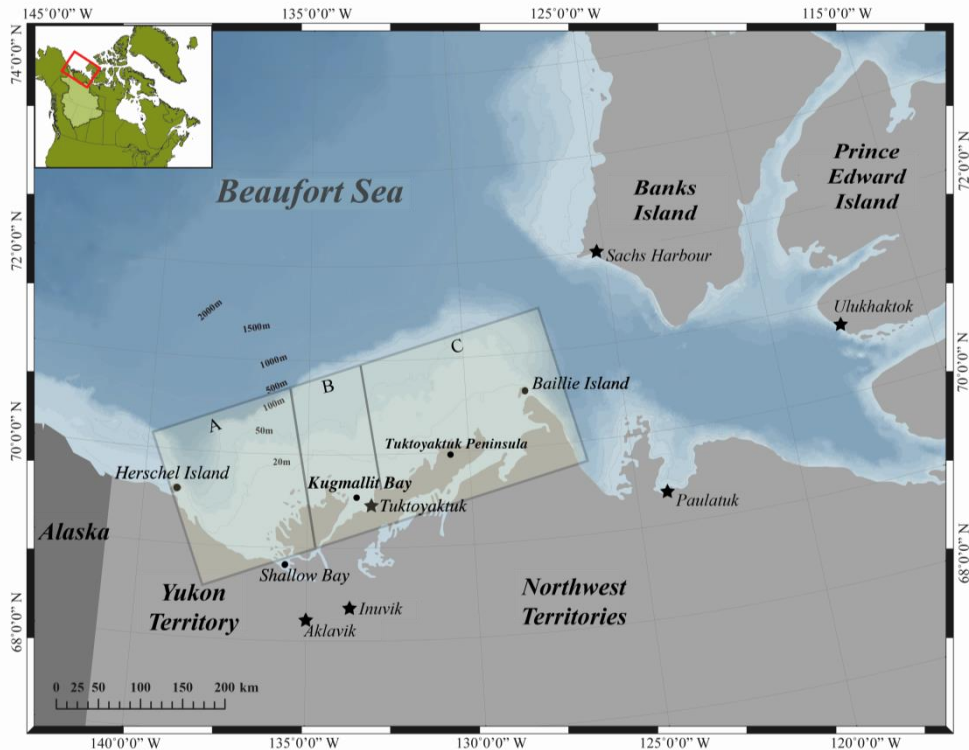 145°0'0" W
135°0'0" W
125°0'0" W
115°0'0" W
74°0'0" N
72°0'0" N
70°0'0" N
68°0'0" N
72°0'0" N
70°0'0" N
68°0'0" N
Beaufort Sea
Banks
Island
Prince
Edward
Island
Sachs Harbour
Ulukhaktok
2000m
1500m
1000m
500m
100m
50m
20m
A
B
C
Baillie Island
Herschel Island
Tuktoyaktuk Peninsula
Kugmallit Bay
Tuktoyaktuk
Paulatuk
Alaska
Shallow Bay
Yukon
Territory
Inuvik
Aklavik
Northwest
Territories
0 25 50 100 150 200 km
140°0'0" W
135°0'0" W
130°0'0" W
125°0'0" W
120°0'0" W